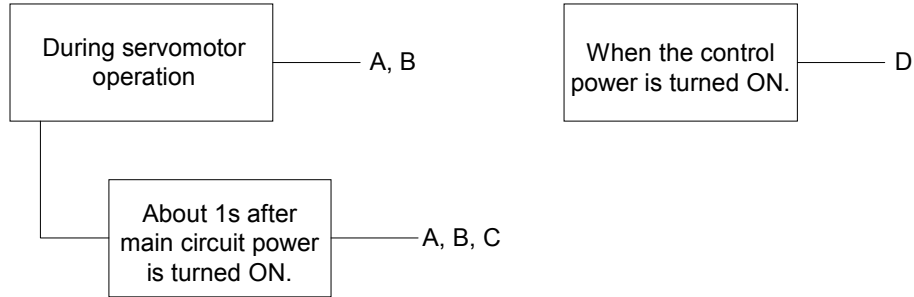 During servomotor
operation
A, B
When the control
power is turned ON.
D
About 1s after
main circuit power
is turned ON.
A, B, C